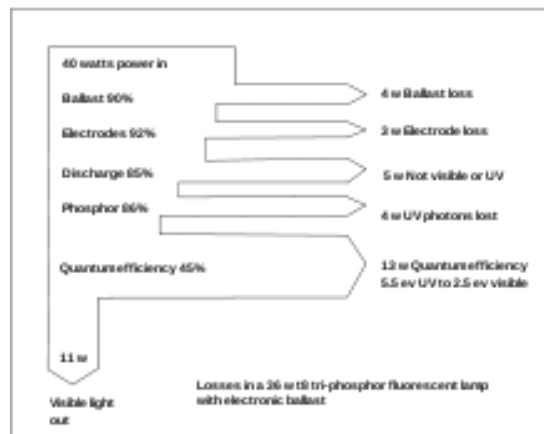 40 watts power in
Ballast 90%
4 w Ballast loss
Electrodes 92%
3 w Electrode loss
Discharge 85%
5 w Not visible or UV
Phosphor 86%
4 w UV photons lost
Quantum efficiency 45%
13 w Quantum efficiency
5.5 ev UV to 2.5 ev visible
11 w
Visible light
out
Losses in a 36 w t8 tri-phosphor fluorescent lamp
with electronic ballast